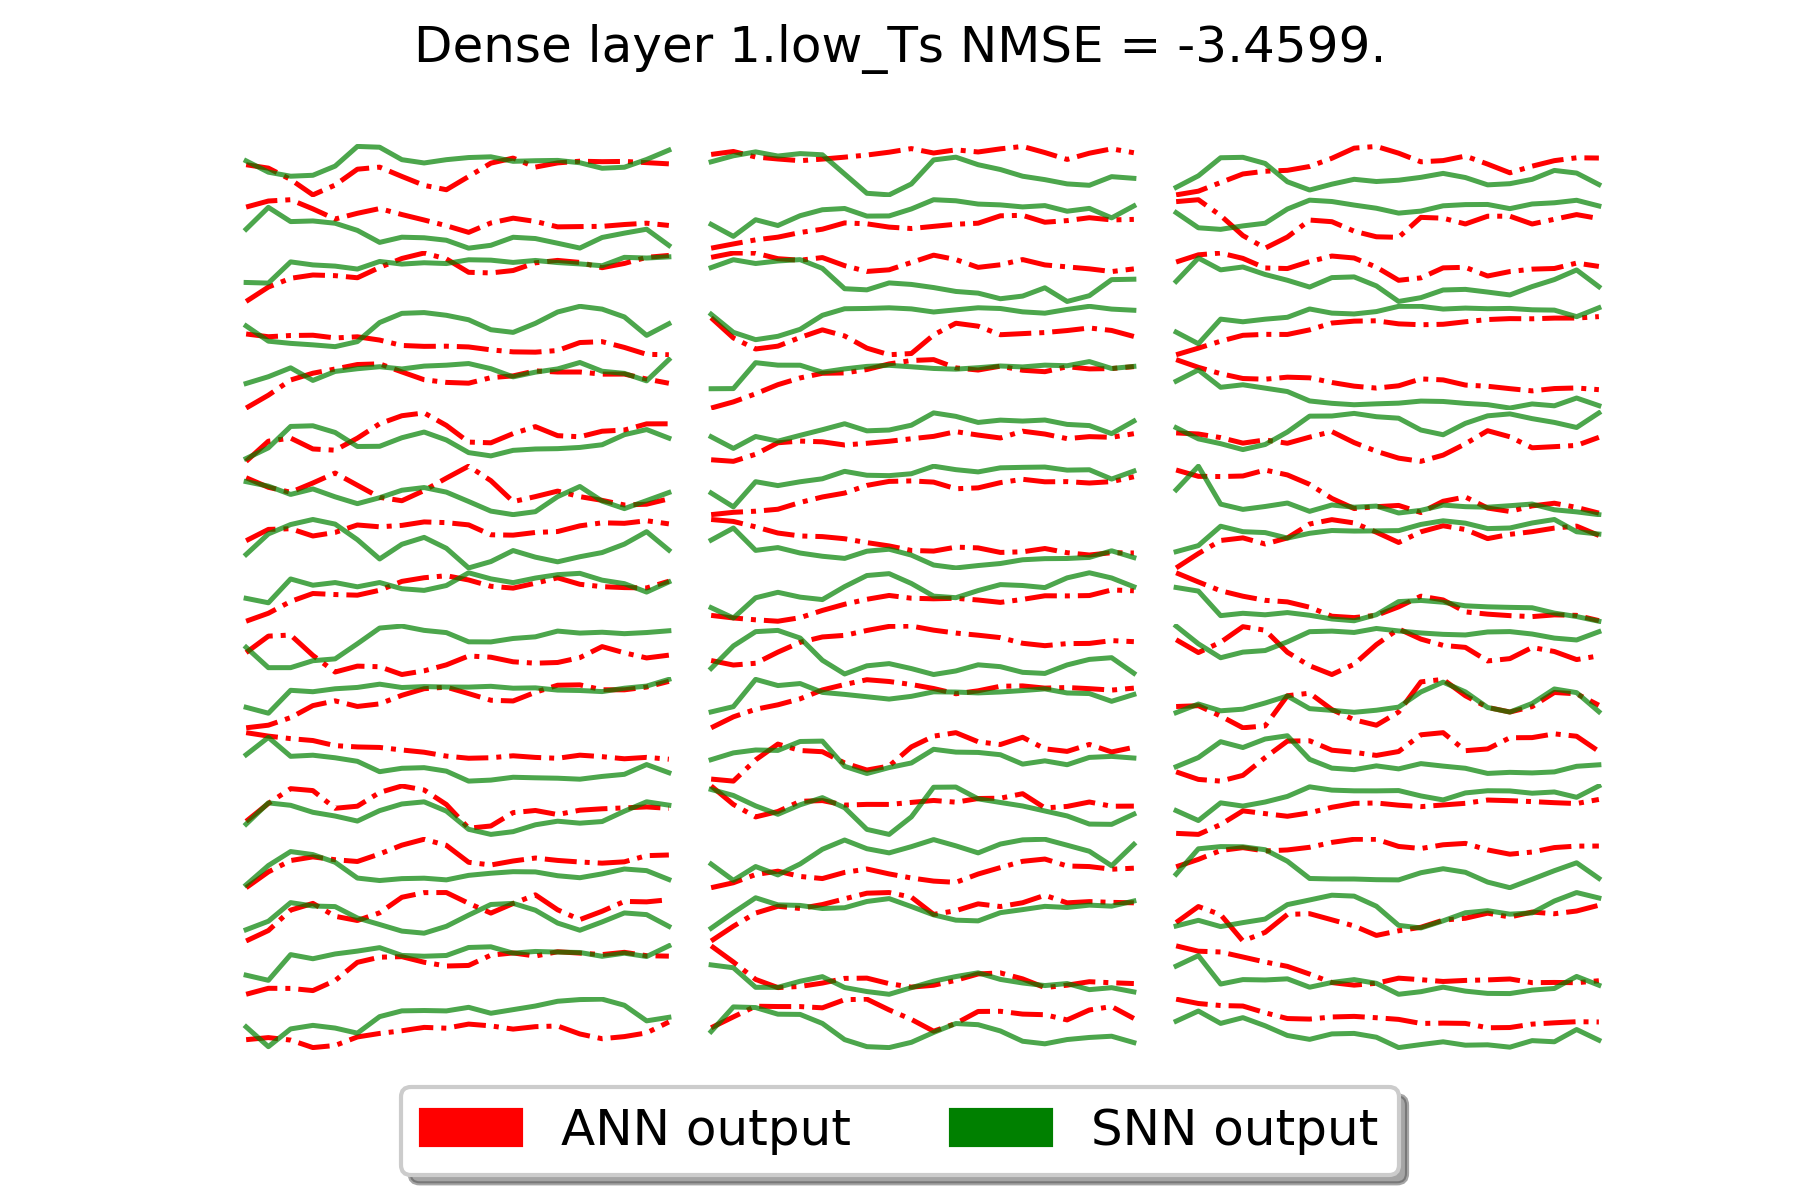 Dense layer 1.low_Ts NMSE = -3.4599.
ANN output
SNN output